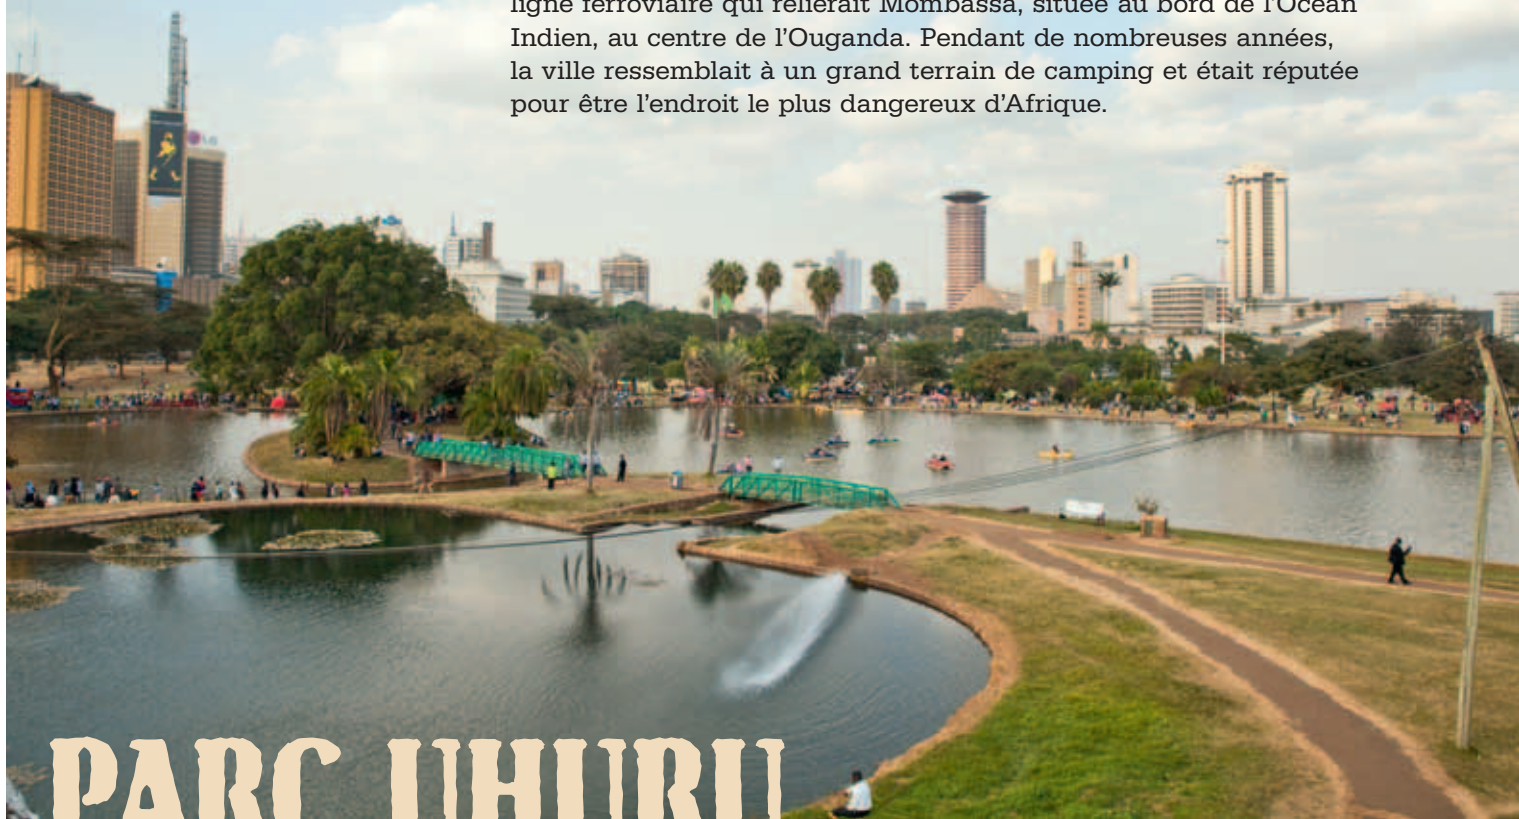 ligne ferroviaire qui relierait Mombassa, située au bord de l'Océan
Indien, au centre de l'Ouganda. Pendant de nombreuses années,
la ville ressemblait à un grand terrain de camping et était réputée
pour être l'endroit le plus dangereux d'Afrique.
LG
PARC UHURU